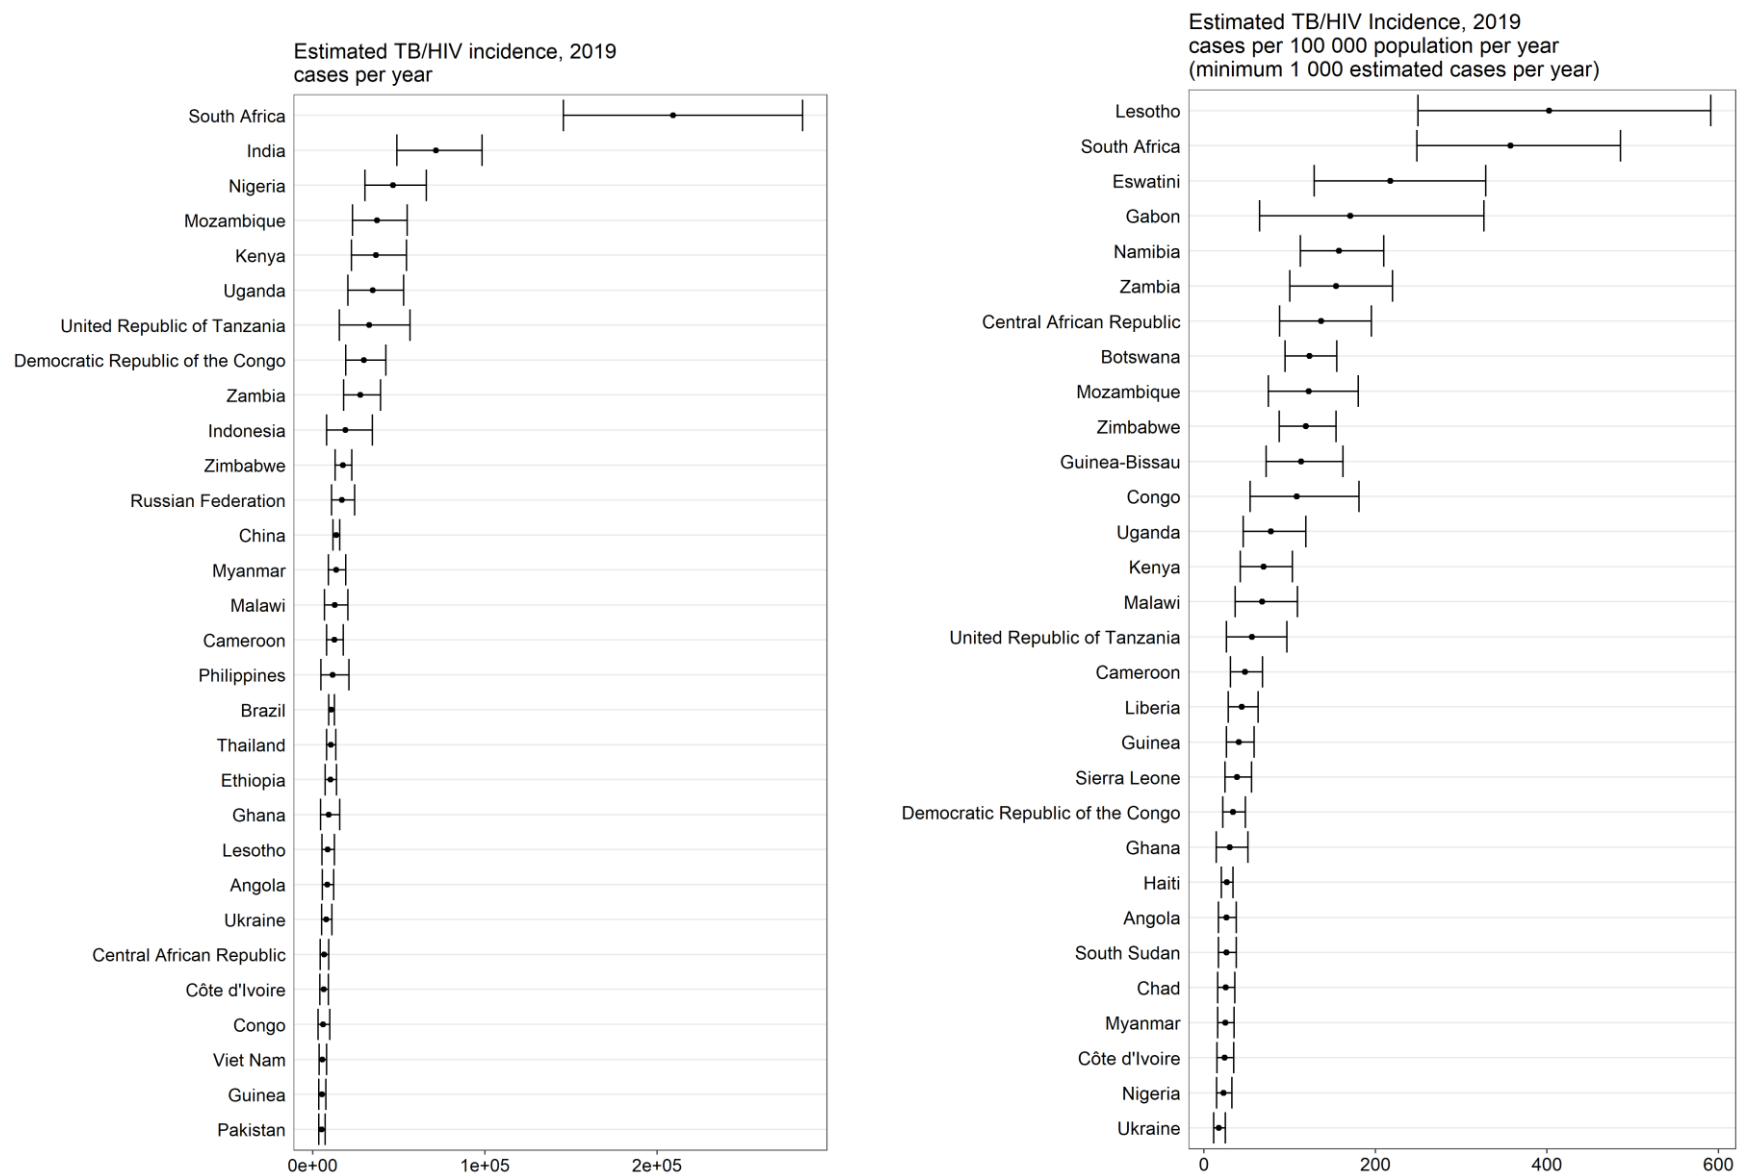 Estimated TB/HIV incidence, 2019
cases per year
South Africa
India
Nigeria
Mozambique
Kenya
Uganda
United Republic of Tanzania
Democratic Republic of the Congo
Zambia
Indonesia
Zimbabwe
Russian Federation
China
Myanmar
Malawi
Cameroon
Philippines
Brazil
Thailand
Ethiopia
Ghana
Lesotho
Angola
Ukraine
Central African Republic
Côte d'Ivoire
Congo
Viet Nam
Guinea
Pakistan
0e+00 1e+05 2e+05
Estimated TB/HIV Incidence, 2019
cases per 100 000 population per year
(minimum 1 000 estimated cases per year)
Lesotho
South Africa
Eswatini
Gabon
Namibia
Zambia
Central African Republic
Botswana
Mozambique
Zimbabwe
Guinea-Bissau
Congo
Uganda
Kenya
Malawi
United Republic of Tanzania
Cameroon
Liberia
Guinea
Sierra Leone
Democratic Republic of the Congo
Ghana
Haiti
Angola
South Sudan
Chad
Myanmar
Côte d'Ivoire
Nigeria
Ukraine
0 200 400 600